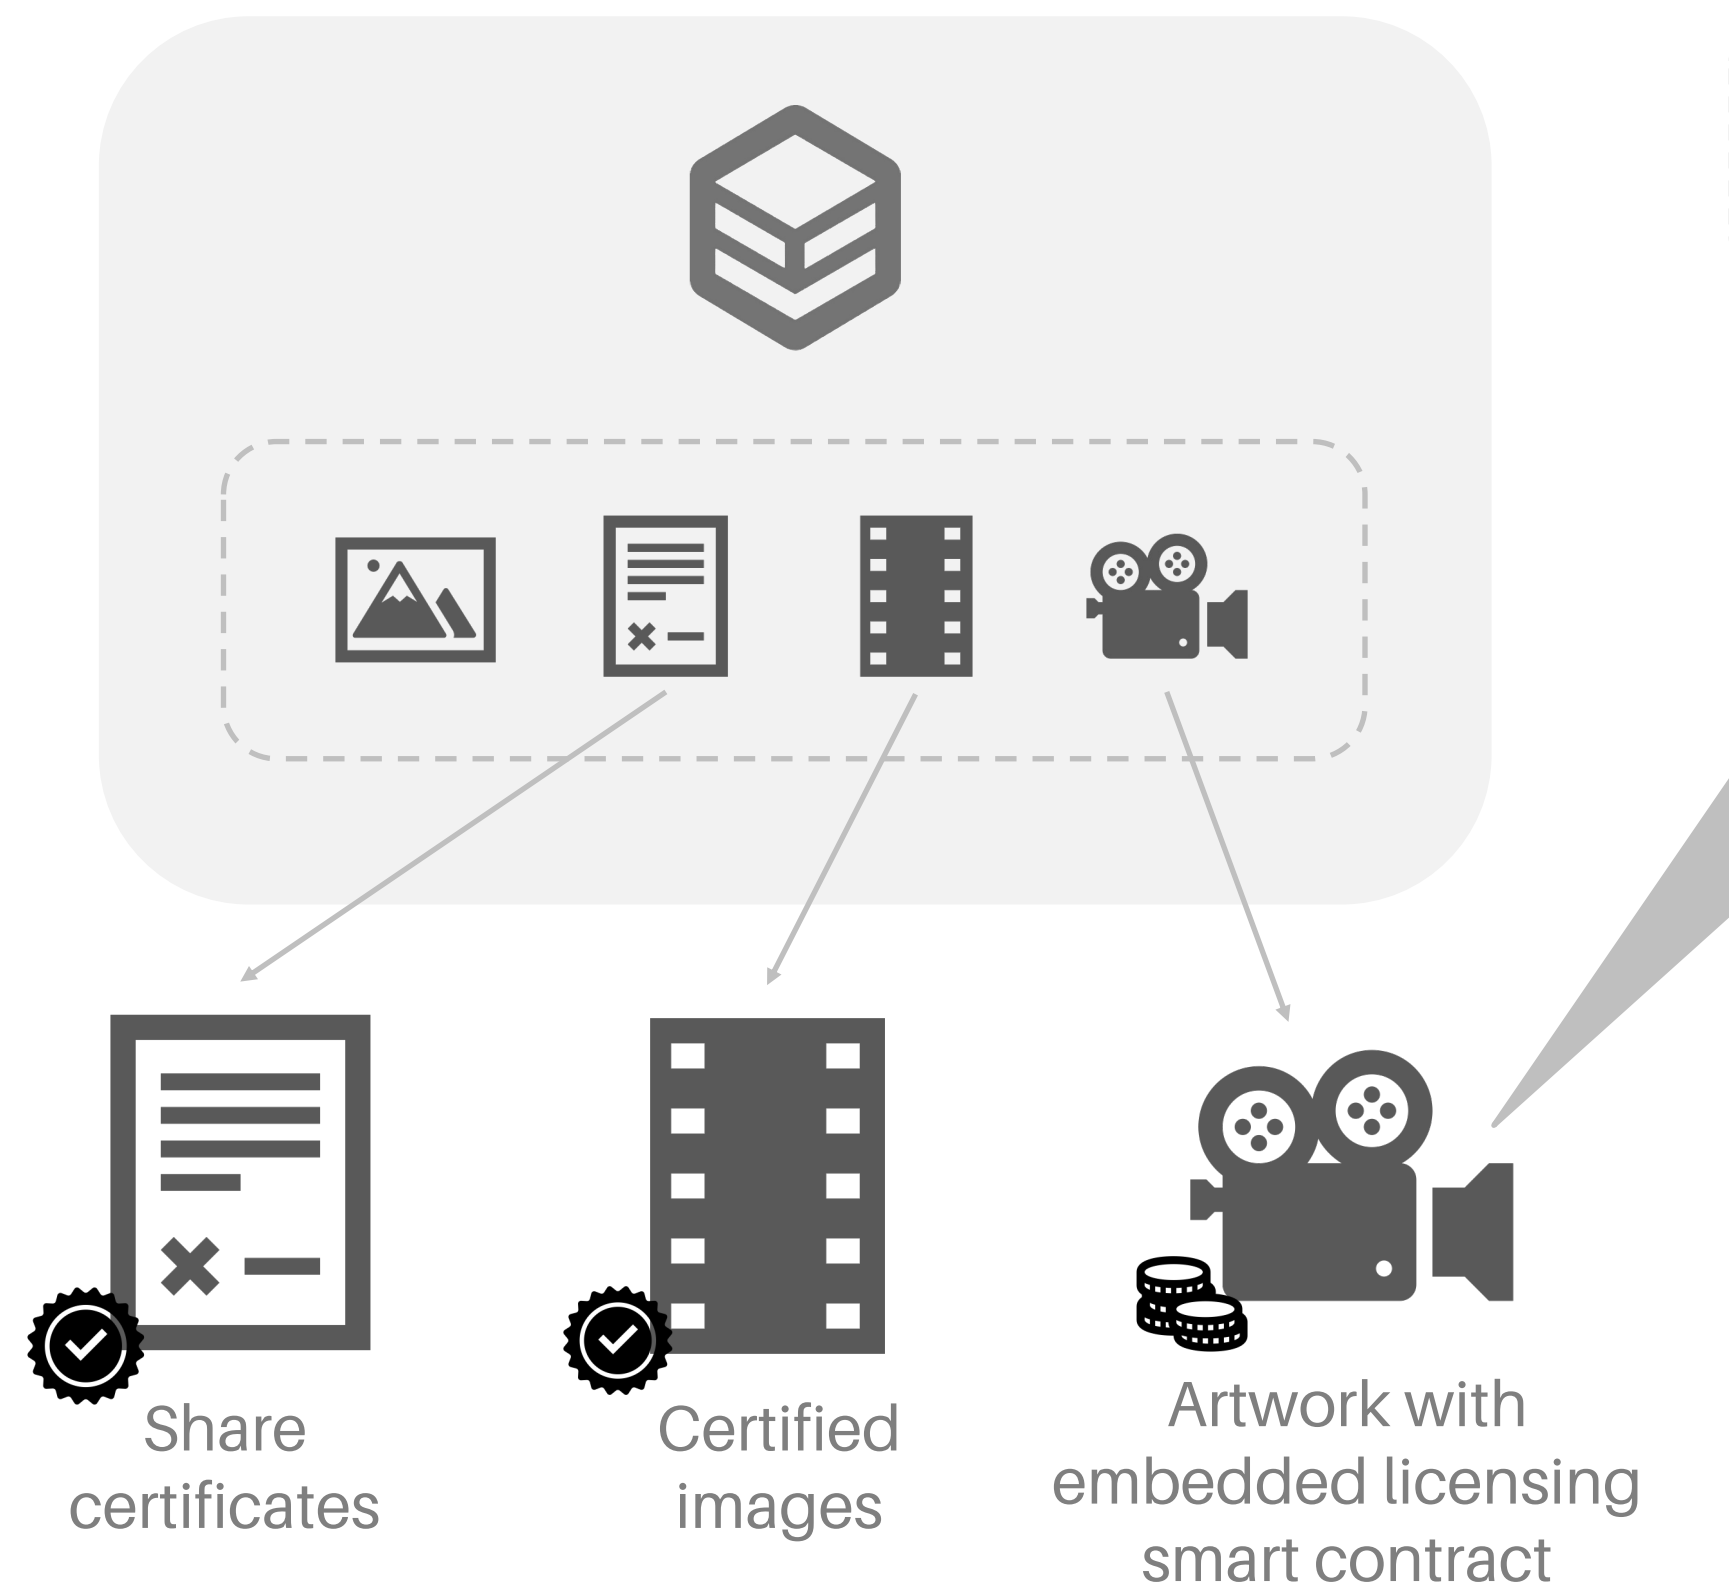 Share
certificates
Certified
images
Artwork with
embedded licensing
smart contract